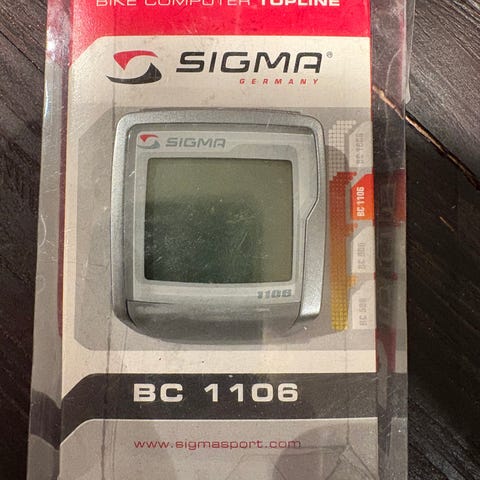 BIKE COMPUTER TOPLINE
SIGMA®
GERMANY
SIGMA
1106
BC 1106
BC 1106
www.sigmasport.com